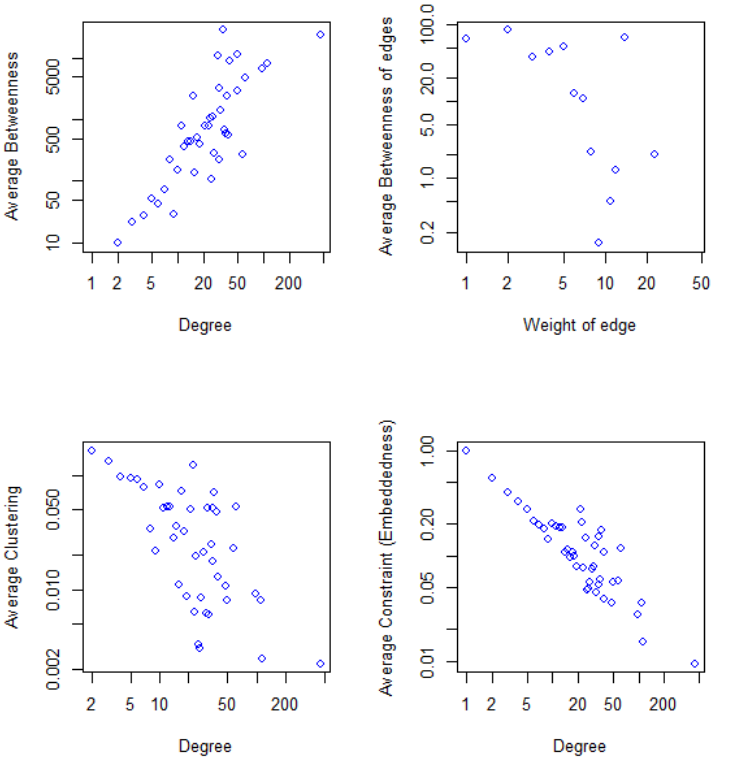 Average Betweenness
5000
500
50
10
1 2 5 20 50 200
Degree
Average Betweenness of edges
100.0
20.0
5.0
1.0
0.2
1 2 5 10 20 50
Weight of edge
Average Clustering
0.050
0.010
0.002
2 5 10 50 200
Degree
Average Constraint (Embeddedness)
1.00
0.20
0.05
0.01
1 2 5 20 50 200
Degree